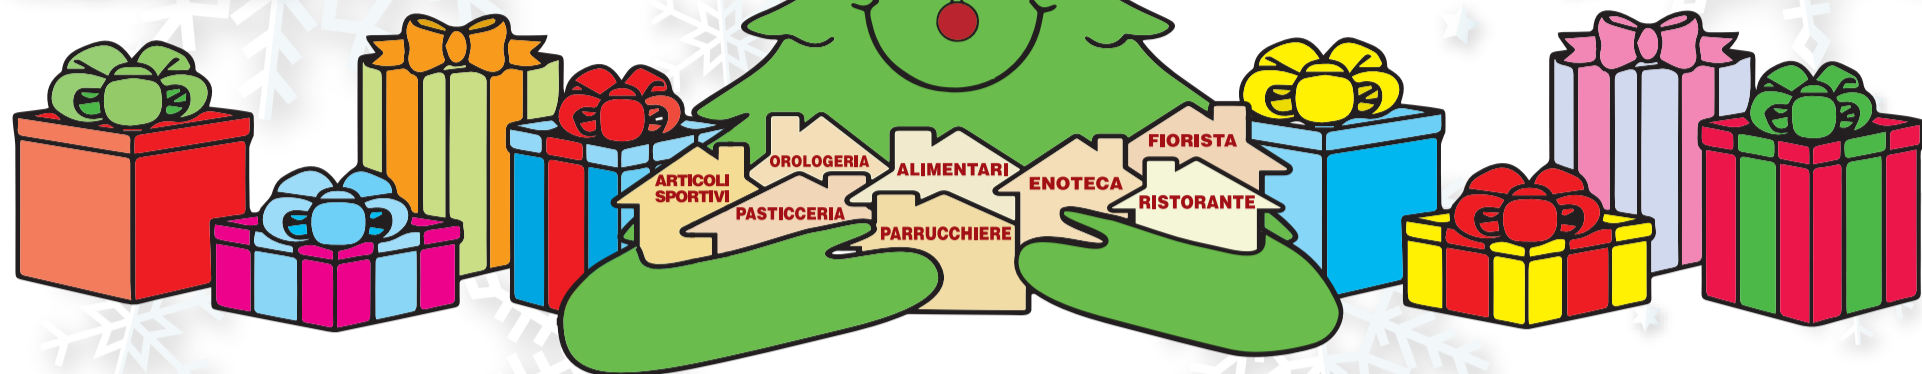 ARTICOLI
SPORTIVI
OROLOGERIA
PASTICCERIA
ALIMENTARI
PARRUCCHIERE
ENOTECA
FIORISTA
RISTORANTE